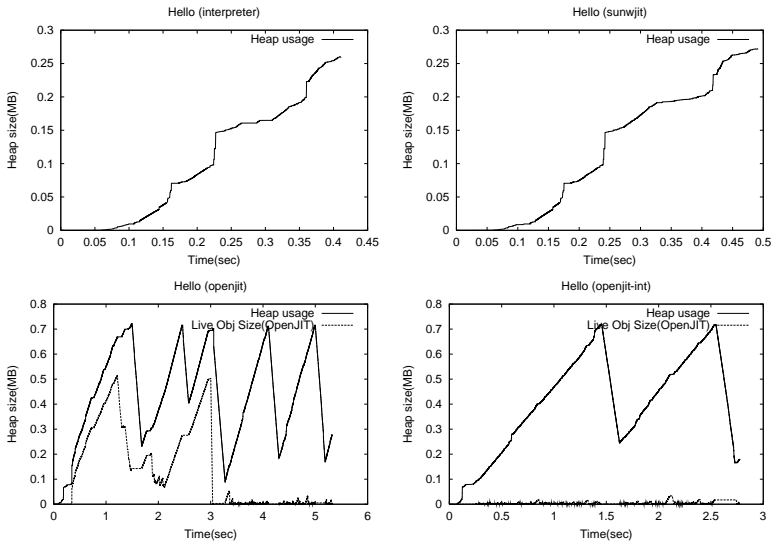 Hello (interpreter)
Heap usage
Heap size(MB)
0.3
0.25
0.2
0.15
0.1
0.05
0
0 0.05 0.1 0.15 0.2 0.25 0.3 0.35 0.4 0.45
Time(sec)
Hello (sunwjit)
Heap usage
Heap size(MB)
0.3
0.25
0.2
0.15
0.1
0.05
0
0 0.05 0.1 0.15 0.2 0.25 0.3 0.35 0.4 0.45 0.5
Time(sec)
Hello (openjit)
Heap usage
Live Obj Size(OpenJIT)
Heap size(MB)
0.8
0.7
0.6
0.5
0.4
0.3
0.2
0.1
0
0 1 2 3 4 5 6
Time(sec)
Hello (openjit-int)
Heap usage
Live Obj Size(OpenJIT)
Heap size(MB)
0.8
0.7
0.6
0.5
0.4
0.3
0.2
0.1
0
0 0.5 1 1.5 2 2.5 3
Time(sec)